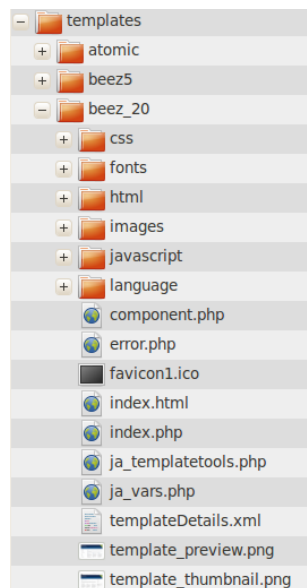 templates
atomic
beez5
beez_20
css
fonts
html
images
javascript
language
component.php
error.php
favicon1.ico
index.html
index.php
ja_templatetools.php
ja_vars.php
templateDetails.xml
template_preview.png
template_thumbnail.png